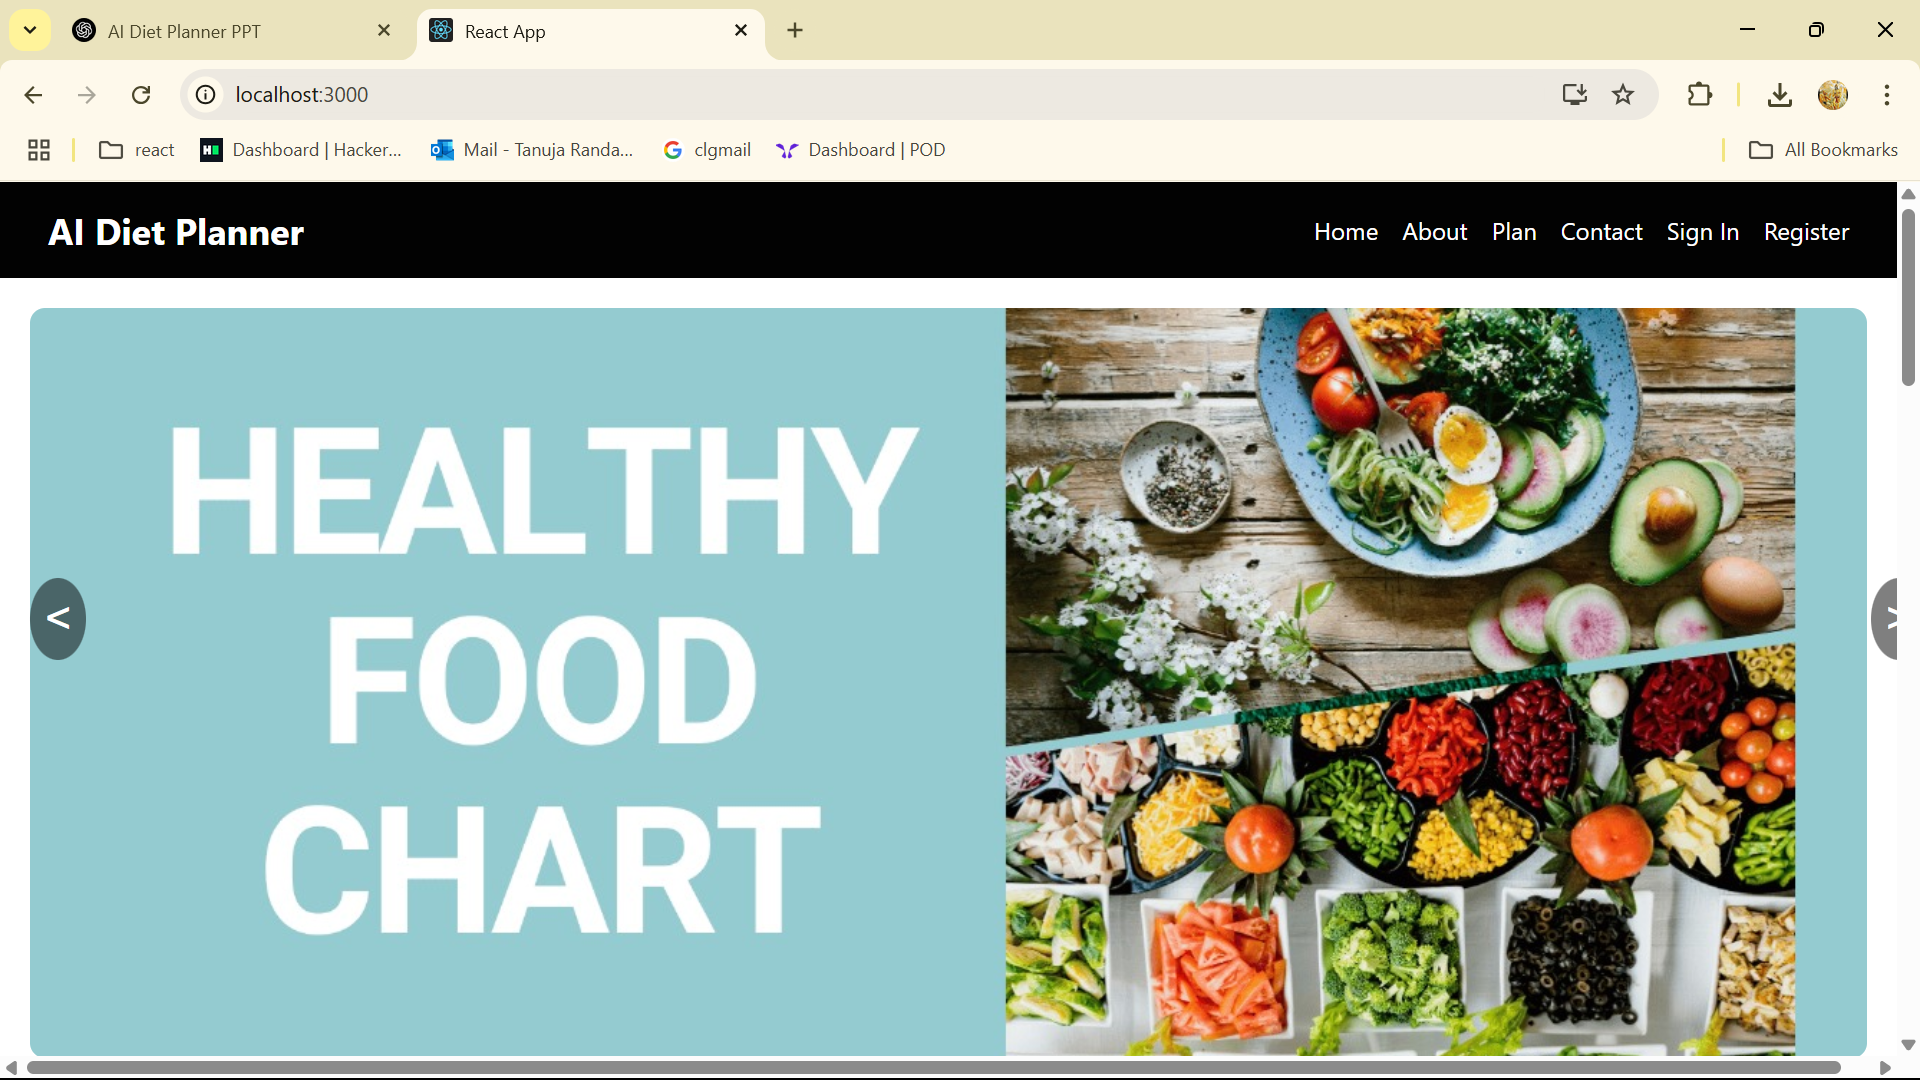 AI Diet Planner PPT
React App
localhost:3000
react
Dashboard | Hacker...
Mail - Tanuja Randa...
clgmail
Dashboard | POD
All Bookmarks
AI Diet Planner
Home About Plan Contact Sign In Register
HEALTHY
FOOD
CHART
<
>